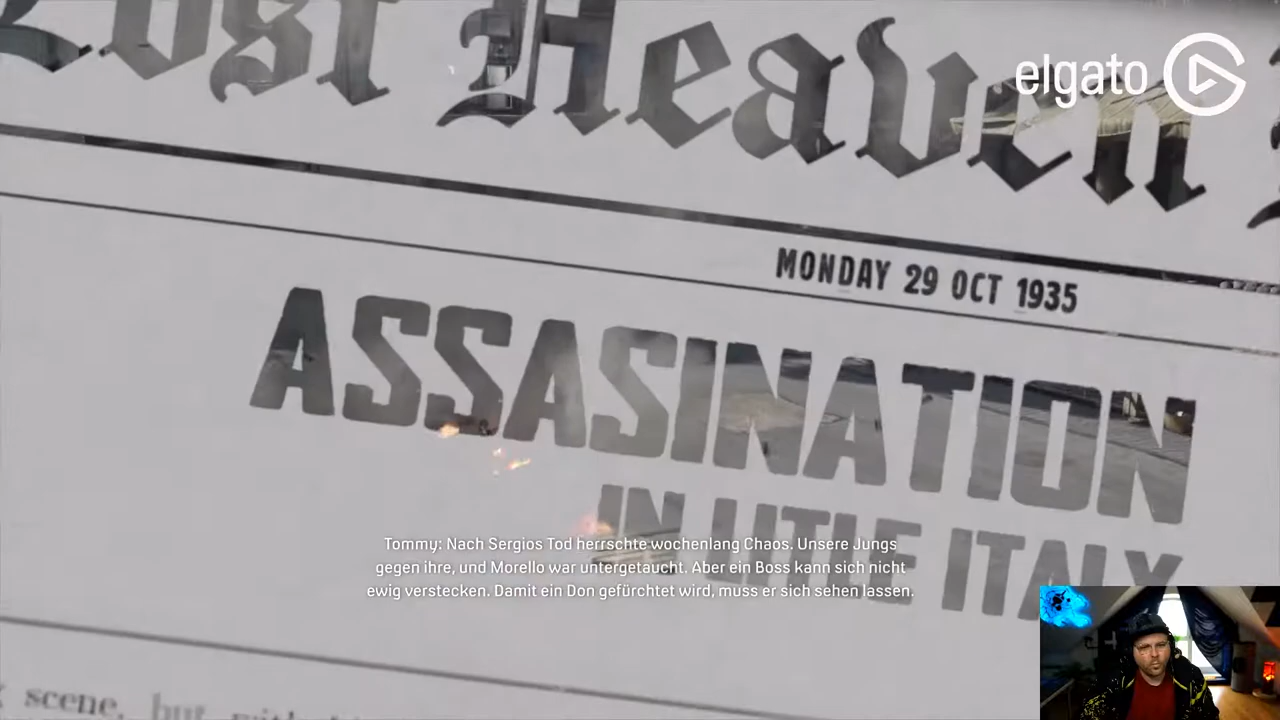 Lost Heaven
elgato
MONDAY 29 OCT 1935
ASSASINATION
IN LITLE ITALY
Tommy: Nach Sergios Tod herrschte wochenlang Chaos. Unsere Jungs
gegen ihre, und Morello war untergetaucht. Aber ein Boss kann sich nicht
ewig verstecken. Damit ein Don gefürchtet wird, muss er sich sehen lassen.
scene, but with